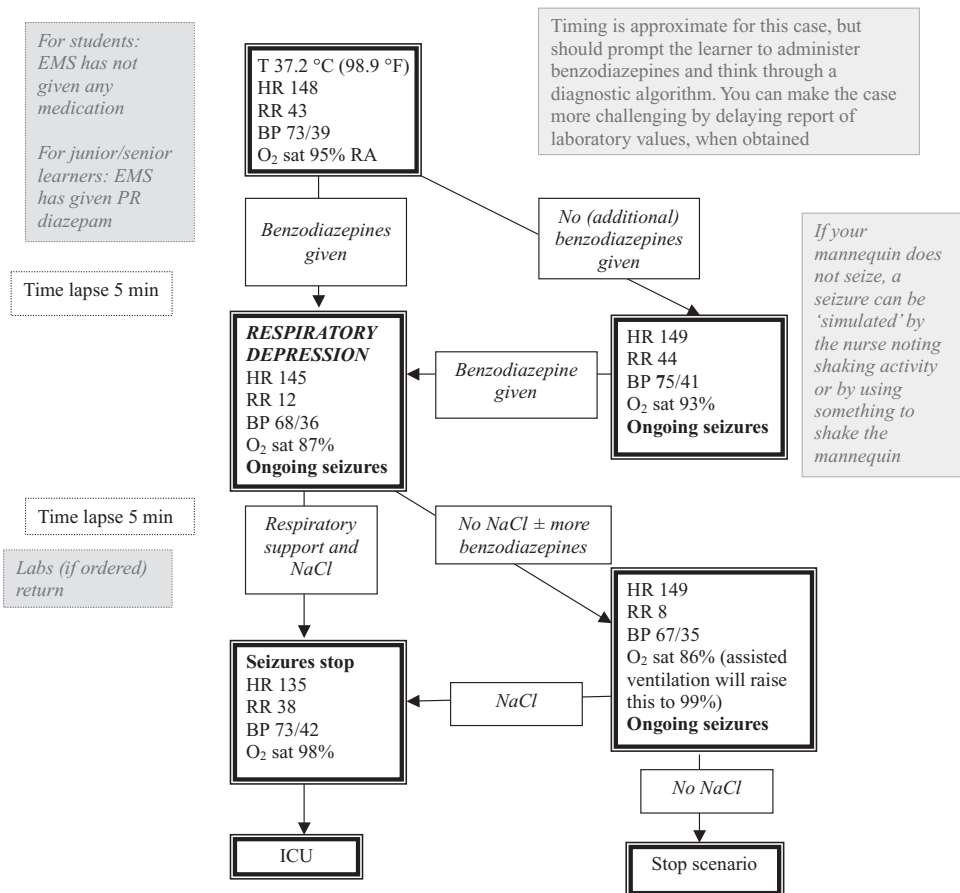 For students:
EMS has not
given any
medication
For junior/senior
learners: EMS
has given PR
diazepam
T 37.2 °C (98.9 °F)
HR 148
RR 43
BP 73/39
O₂ sat 95% RA
Timing is approximate for this case, but
should prompt the learner to administer
benzodiazepines and think through a
diagnostic algorithm. You can make the case
more challenging by delaying report of
laboratory values, when obtained
Benzodiazepines
given
No (additional)
benzodiazepines
given
If your
mannequin does
not seize, a
seizure can be
‘simulated’ by
the nurse noting
shaking activity
or by using
something to
shake the
mannequin
Time lapse 5 min
RESPIRATORY
DEPRESSION
HR 145
RR 12
BP 68/36
O₂ sat 87%
Ongoing seizures
Benzodiazepine
given
HR 149
RR 44
BP 75/41
O₂ sat 93%
Ongoing seizures
Time lapse 5 min
Labs (if ordered)
return
Respiratory
support and
NaCl
No NaCl ± more
benzodiazepines
HR 149
RR 8
BP 67/35
O₂ sat 86% (assisted
ventilation will raise
this to 99%)
Ongoing seizures
Seizures stop
HR 135
RR 38
BP 73/42
O₂ sat 98%
NaCl
No NaCl
ICU
Stop scenario